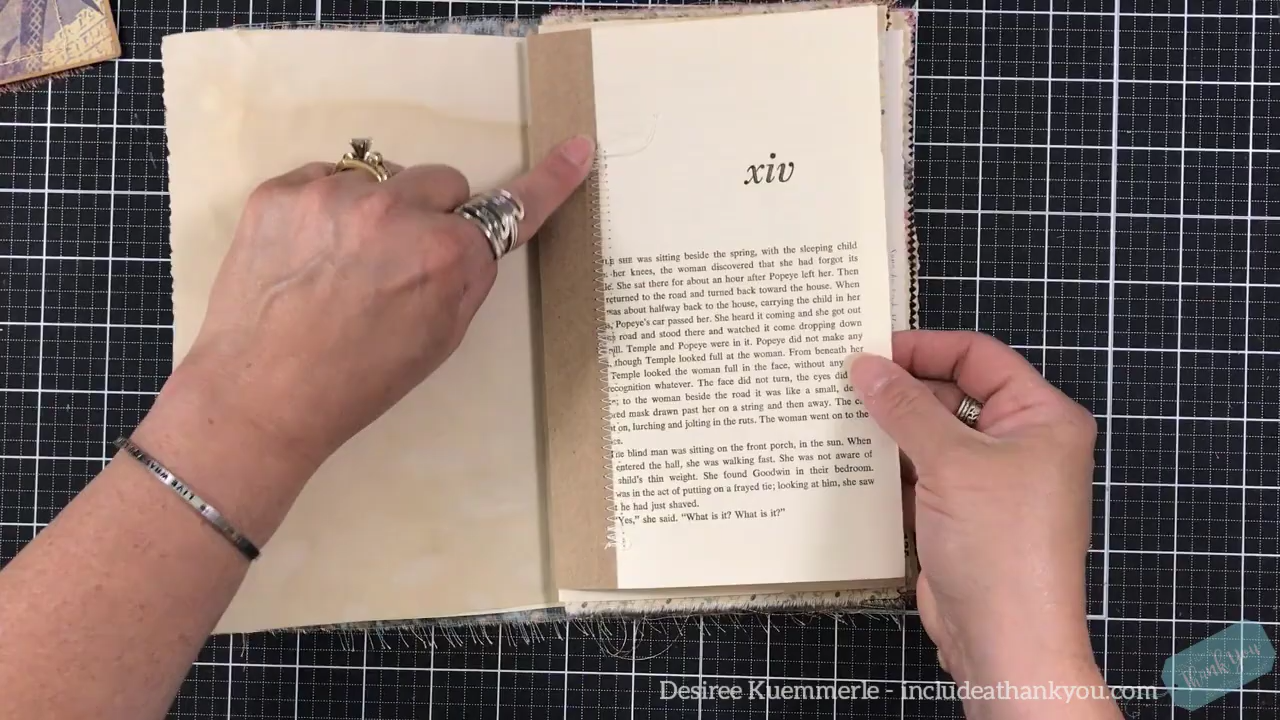 xiv
SHE was sitting beside the spring, with the sleeping child
her knees, the woman discovered that she had forgot its
She sat there for about an hour after Popeye left her. Then
returned to the road and turned back toward the house. When
was about halfway back to the house, carrying the child in her
Popeye's car passed her. She heard it coming and she got out
road and stood there and watched it come dropping down
Temple and Popeye were in it. Popeye did not make any
though Temple looked full at the woman. From beneath her
Temple looked the woman full in the face, without any
recognition whatever. The face did not turn, the eyes did
to the woman beside the road it was like a small,
mask drawn past her on a string and then away. The
on, lurching and jolting in the ruts. The woman went on to the
blind man was sitting on the front porch, in the sun. When
entered the hall, she was walking fast. She was not aware of
child's thin weight. She found Goodwin in their bedroom.
was in the act of putting on a frayed tie; looking at him, she saw
he had just shaved.
"Yes," she said. "What is it? What is it?"
LIVE
Desiree Kuemmerle - includeathankyou.com
thank you